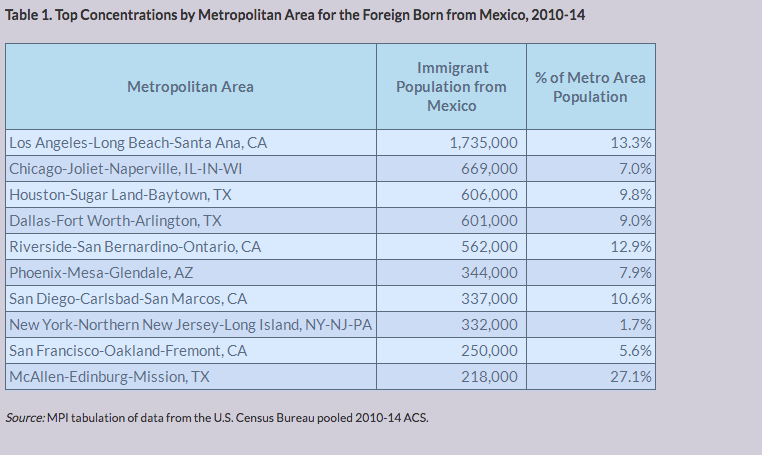 Table 1. Top Concentrations by Metropolitan Area for the Foreign Born from Mexico, 2010-14
Metropolitan Area
Immigrant
Population from
Mexico
% of Metro Area
Population
Los Angeles-Long Beach-Santa Ana, CA 1,735,000 13.3%
Chicago-Joliet-Naperville, IL-IN-WI 669,000 7.0%
Houston-Sugar Land-Baytown, TX 606,000 9.8%
Dallas-Fort Worth-Arlington, TX 601,000 9.0%
Riverside-San Bernardino-Ontario, CA 562,000 12.9%
Phoenix-Mesa-Glendale, AZ 344,000 7.9%
San Diego-Carlsbad-San Marcos, CA 337,000 10.6%
New York-Northern New Jersey-Long Island, NY-NJ-PA 332,000 1.7%
San Francisco-Oakland-Fremont, CA 250,000 5.6%
McAllen-Edinburg-Mission, TX 218,000 27.1%
Source: MPI tabulation of data from the U.S. Census Bureau pooled 2010-14 ACS.